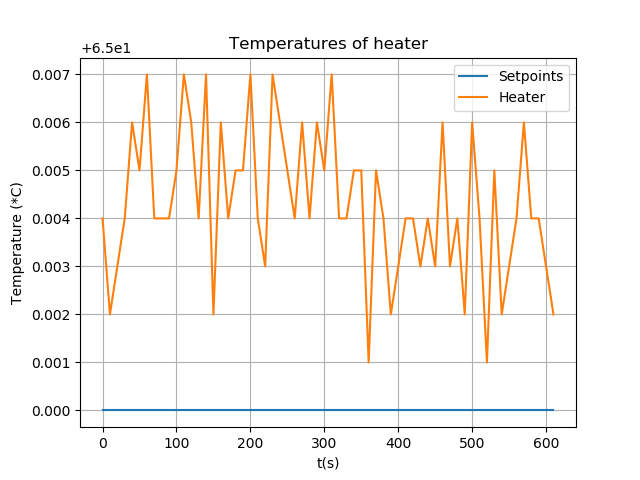 Temperatures of heater
+6.5e1
Setpoints
Heater
Temperature (*C)
0.007
0.006
0.005
0.004
0.003
0.002
0.001
0.000
0 100 200 300 400 500 600
t(s)